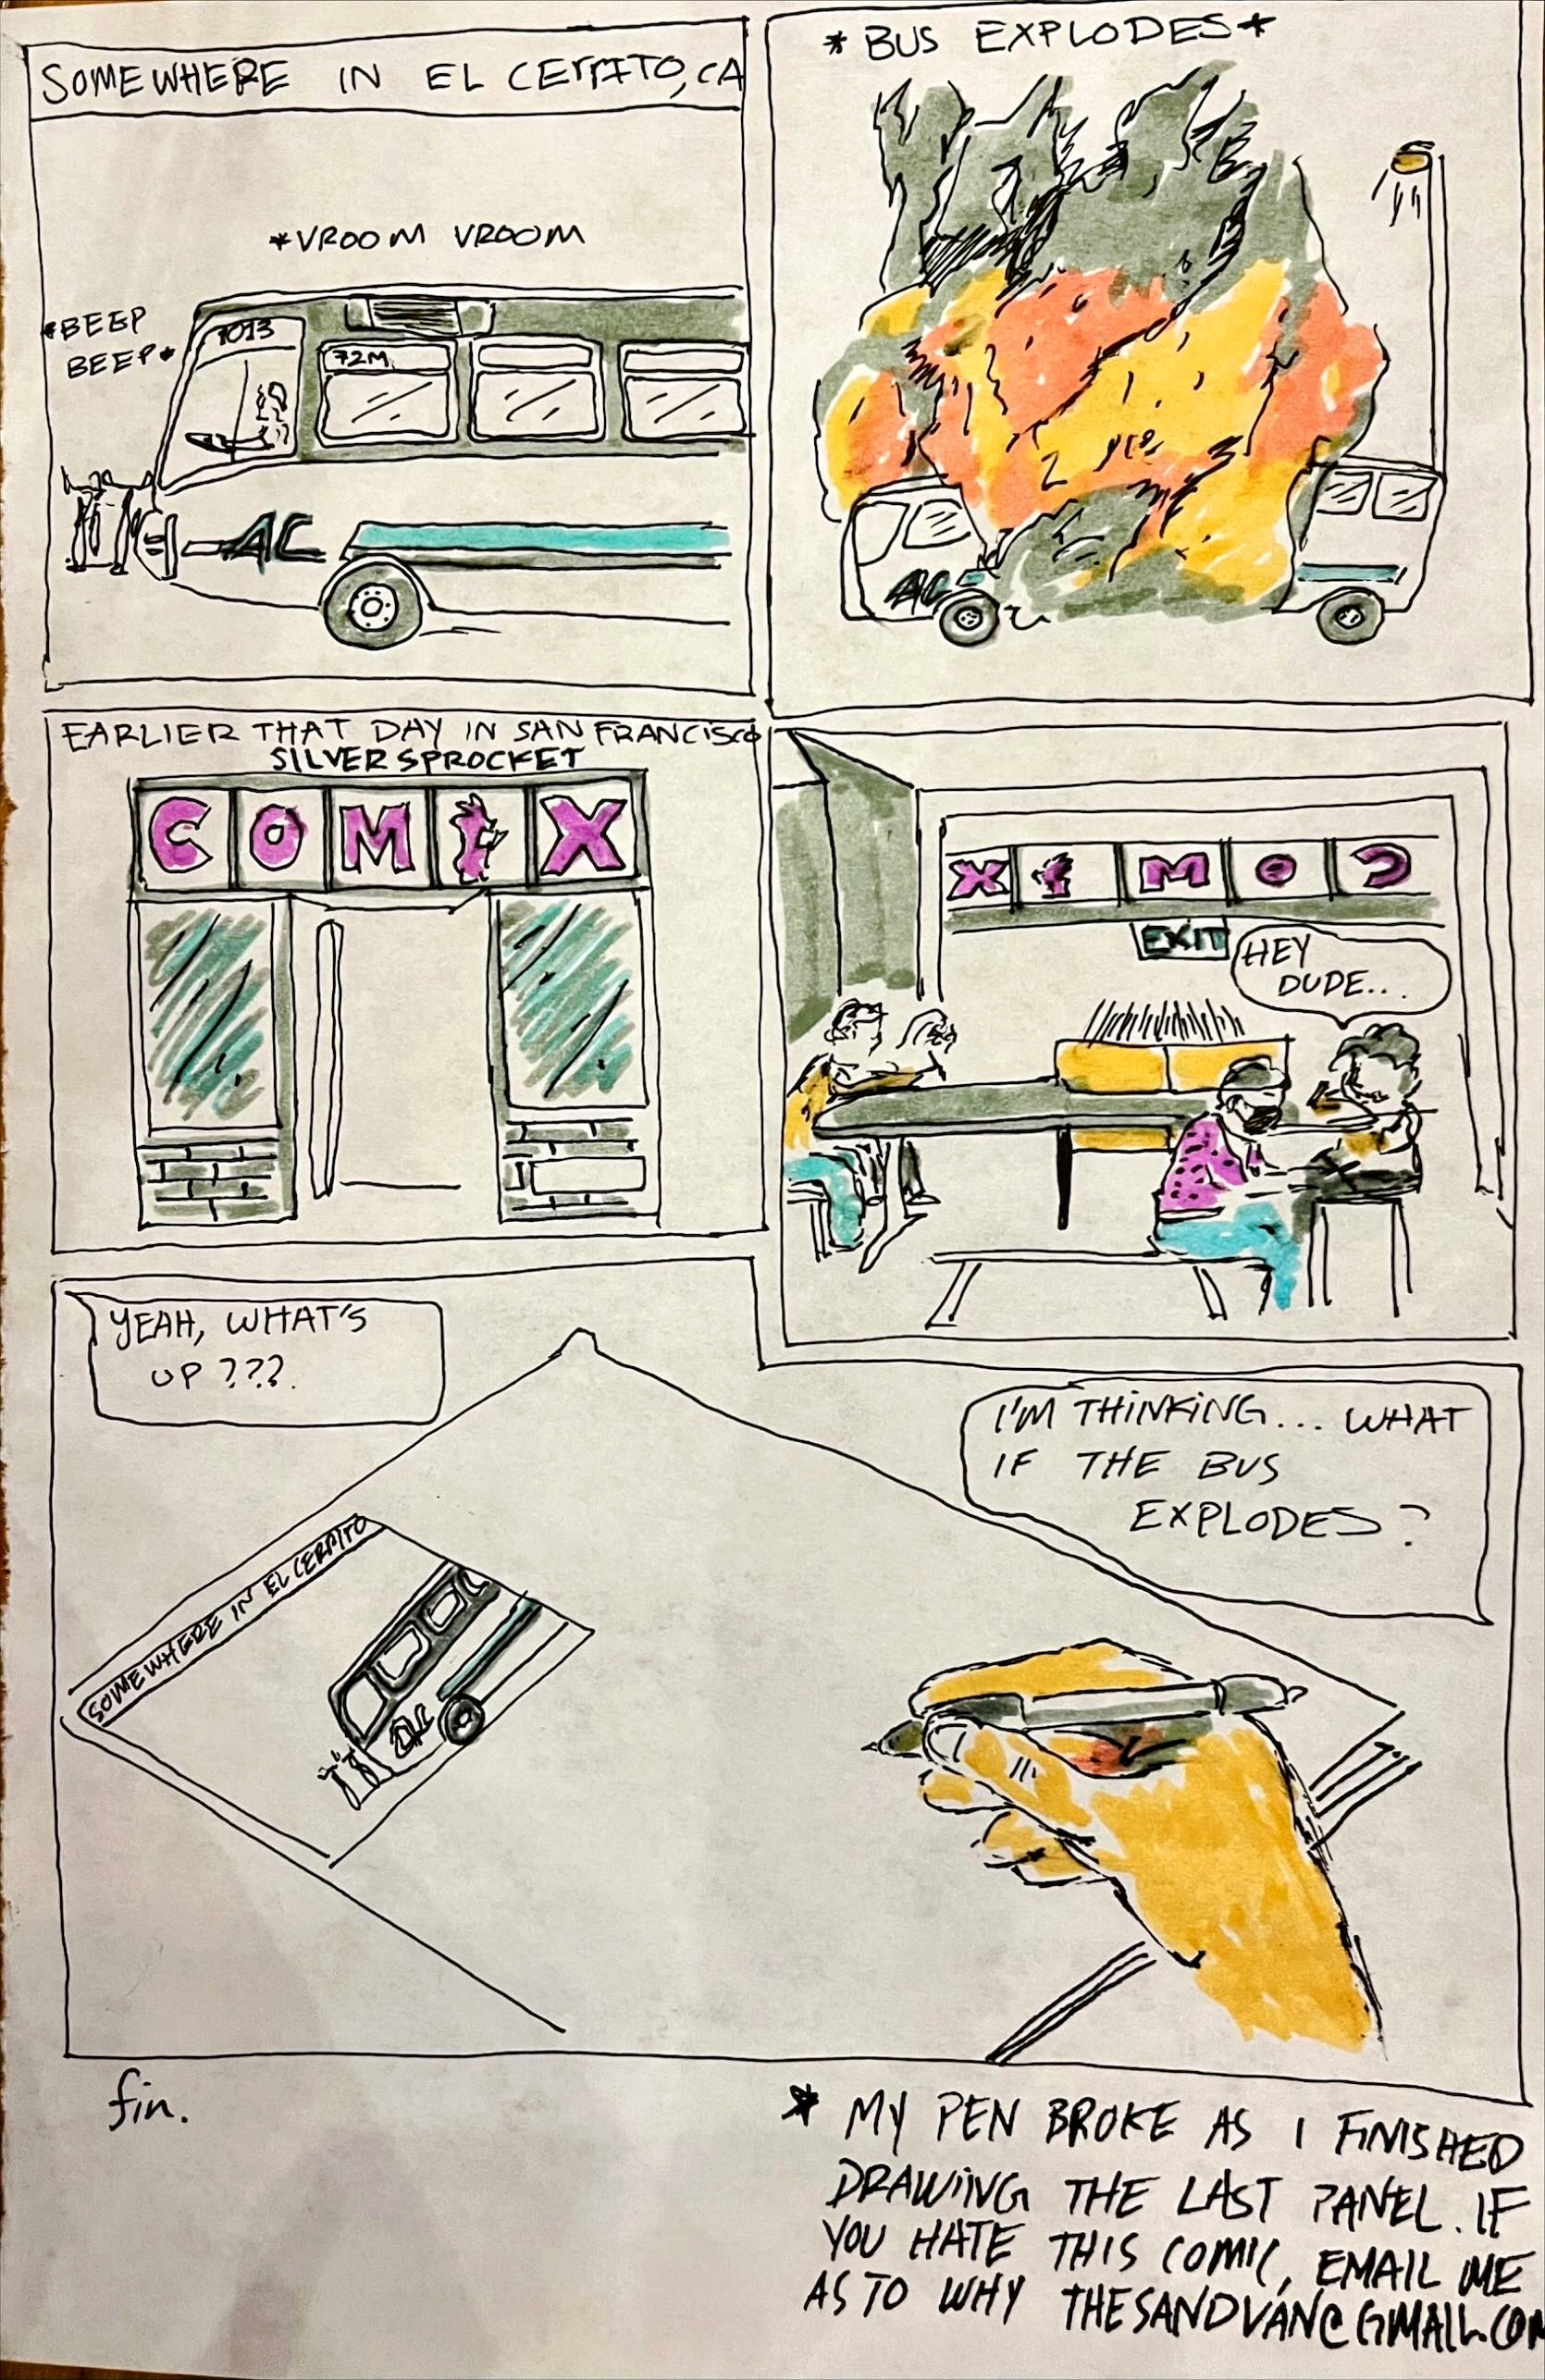 SOMEWHERE IN EL CERRITO, CA
*VROOM VROOM
*BEEP
BEEP*
1013
72M
AC
*BUS EXPLODES*
AC
EARLIER THAT DAY IN SAN FRANCISCO
SILVER SPROCKET
COMIX
XIMOC
EXIT
HEY
DUDE...
YEAH, WHAT'S
UP ???.
I'M THINKING... WHAT
IF THE BUS
EXPLODES?
SOMEWHERE IN EL CERRITO
AC
fin.
* MY PEN BROKE AS I FINISHED
DRAWING THE LAST PANEL. IF
YOU HATE THIS COMIC, EMAIL ME
AS TO WHY THESANDVAN@GMAIL.COM